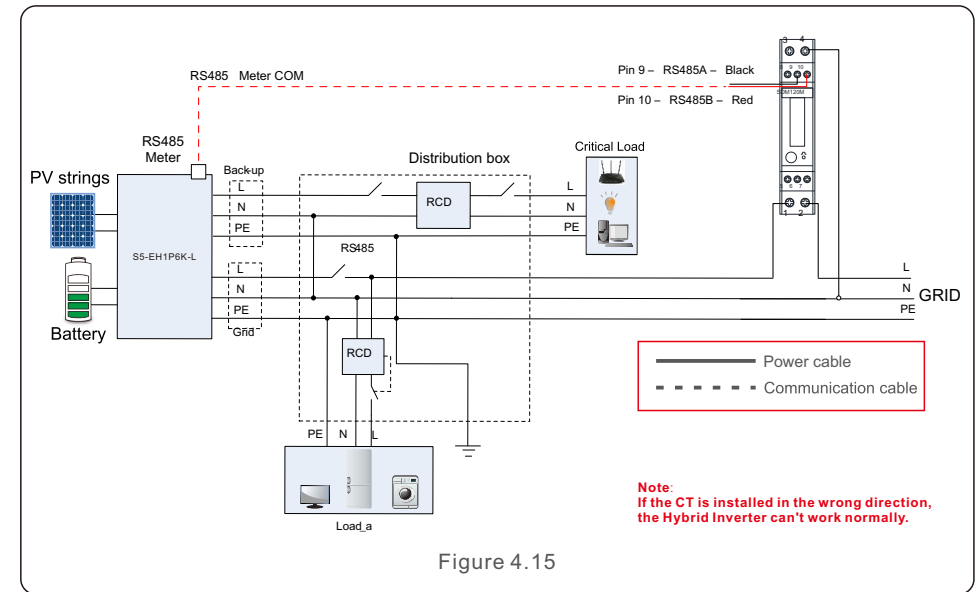 3 4
8 9 10
SDM120M
5 6 7
1 2
RS485 Meter COM
Pin 9 – RS485A – Black
Pin 10 – RS485B – Red
RS485
Meter
PV strings
S5-EH1P6K-L
Battery
Back-up
L
N
PE
L
N
PE
Grid
Distribution box
RCD
RS485
RCD
Critical Load
L
N
PE
L
N
PE
GRID
Power cable
Communication cable
PE N L
Load_a
Note:
If the CT is installed in the wrong direction,
the Hybrid Inverter can't work normally.
Figure 4.15